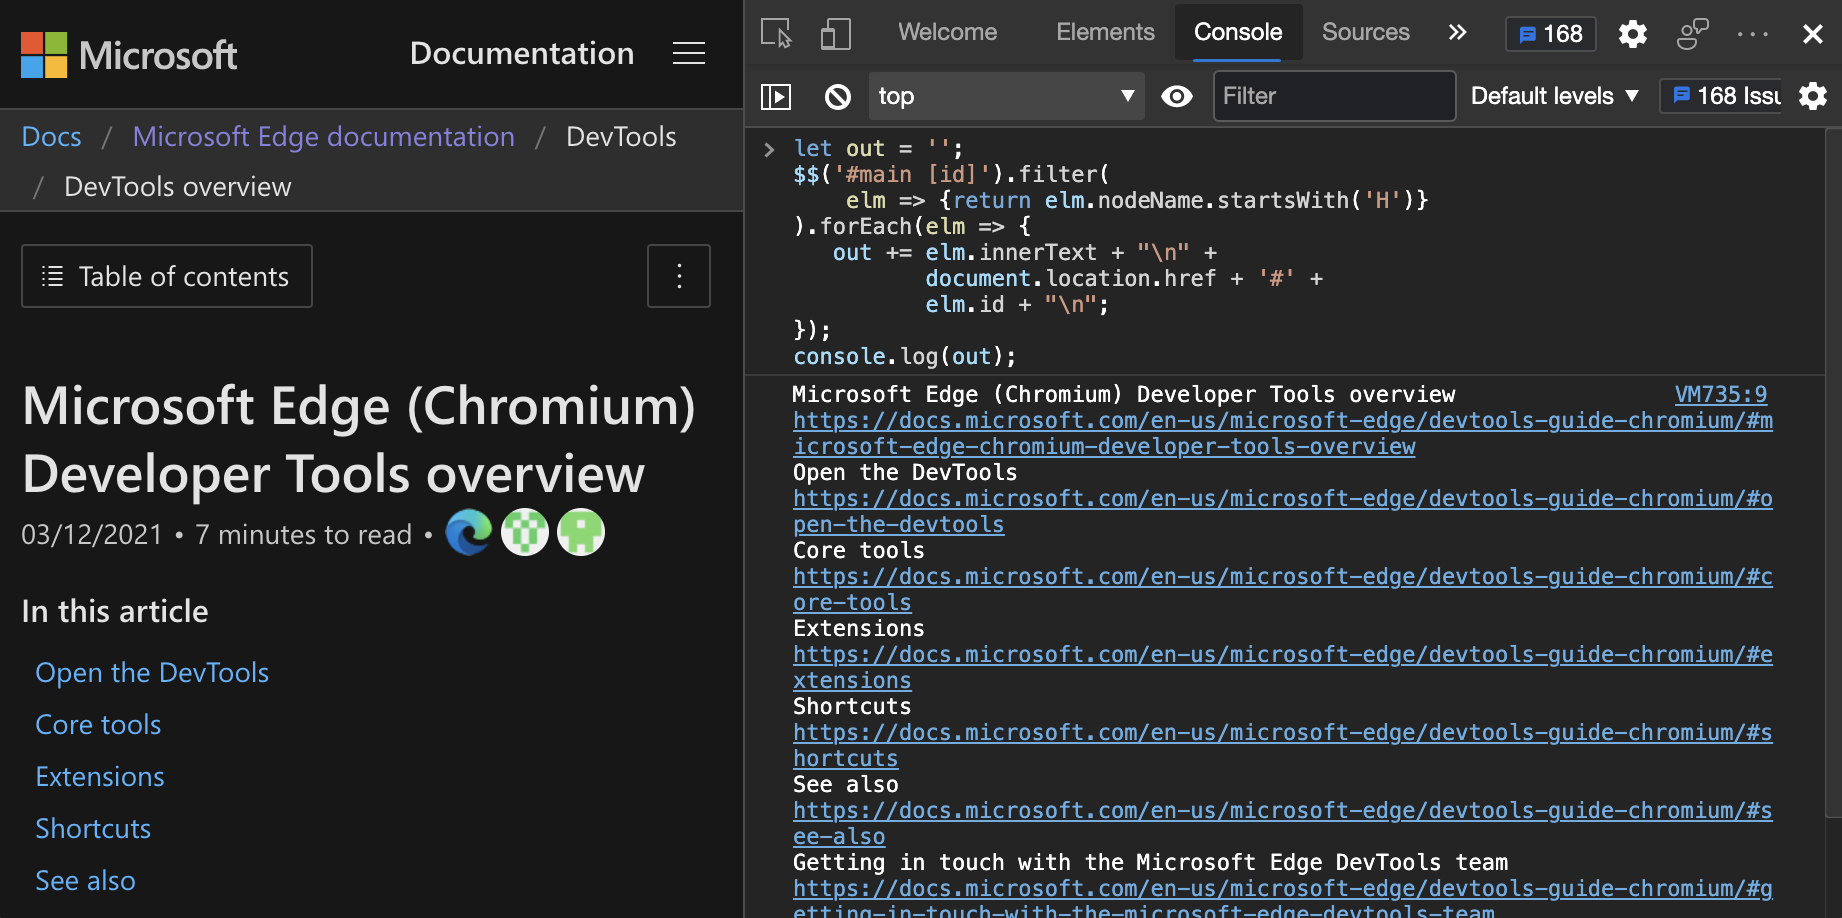 Microsoft
Documentation
Docs / Microsoft Edge documentation / DevTools
/ DevTools overview
Table of contents
Microsoft Edge (Chromium)
Developer Tools overview
03/12/2021 • 7 minutes to read •
In this article
Open the DevTools
Core tools
Extensions
Shortcuts
See also
Welcome Elements Console Sources 168
top Filter Default levels 168 Issu
let out = '';
$$('#main [id]').filter(
    elm => {return elm.nodeName.startsWith('H')}
).forEach(elm => {
   out += elm.innerText + "\n" +
          document.location.href + '#' +
          elm.id + "\n";
});
console.log(out);
Microsoft Edge (Chromium) Developer Tools overview VM735:9
https://docs.microsoft.com/en-us/microsoft-edge/devtools-guide-chromium/#m
icrosoft-edge-chromium-developer-tools-overview
Open the DevTools
https://docs.microsoft.com/en-us/microsoft-edge/devtools-guide-chromium/#o
pen-the-devtools
Core tools
https://docs.microsoft.com/en-us/microsoft-edge/devtools-guide-chromium/#c
ore-tools
Extensions
https://docs.microsoft.com/en-us/microsoft-edge/devtools-guide-chromium/#e
xtensions
Shortcuts
https://docs.microsoft.com/en-us/microsoft-edge/devtools-guide-chromium/#s
hortcuts
See also
https://docs.microsoft.com/en-us/microsoft-edge/devtools-guide-chromium/#s
ee-also
Getting in touch with the Microsoft Edge DevTools team
https://docs.microsoft.com/en-us/microsoft-edge/devtools-guide-chromium/#g
etting-in-touch-with-the-microsoft-edge-devtools-team